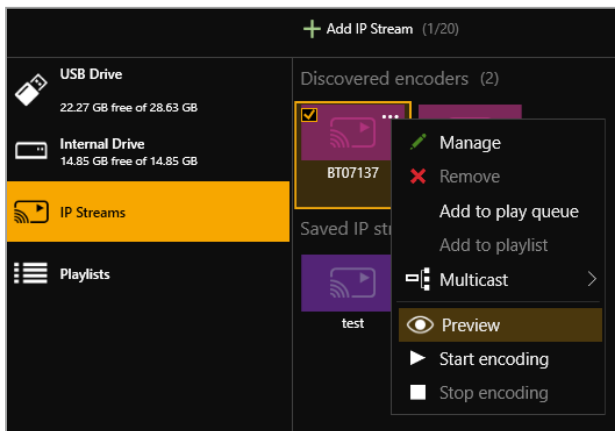 Add IP Stream (1/20)
USB Drive
22.27 GB free of 28.63 GB
Internal Drive
14.85 GB free of 14.85 GB
IP Streams
Playlists
Discovered encoders (2)
BT07137
Saved IP st
test
Manage
Remove
Add to play queue
Add to playlist
Multicast
Preview
Start encoding
Stop encoding